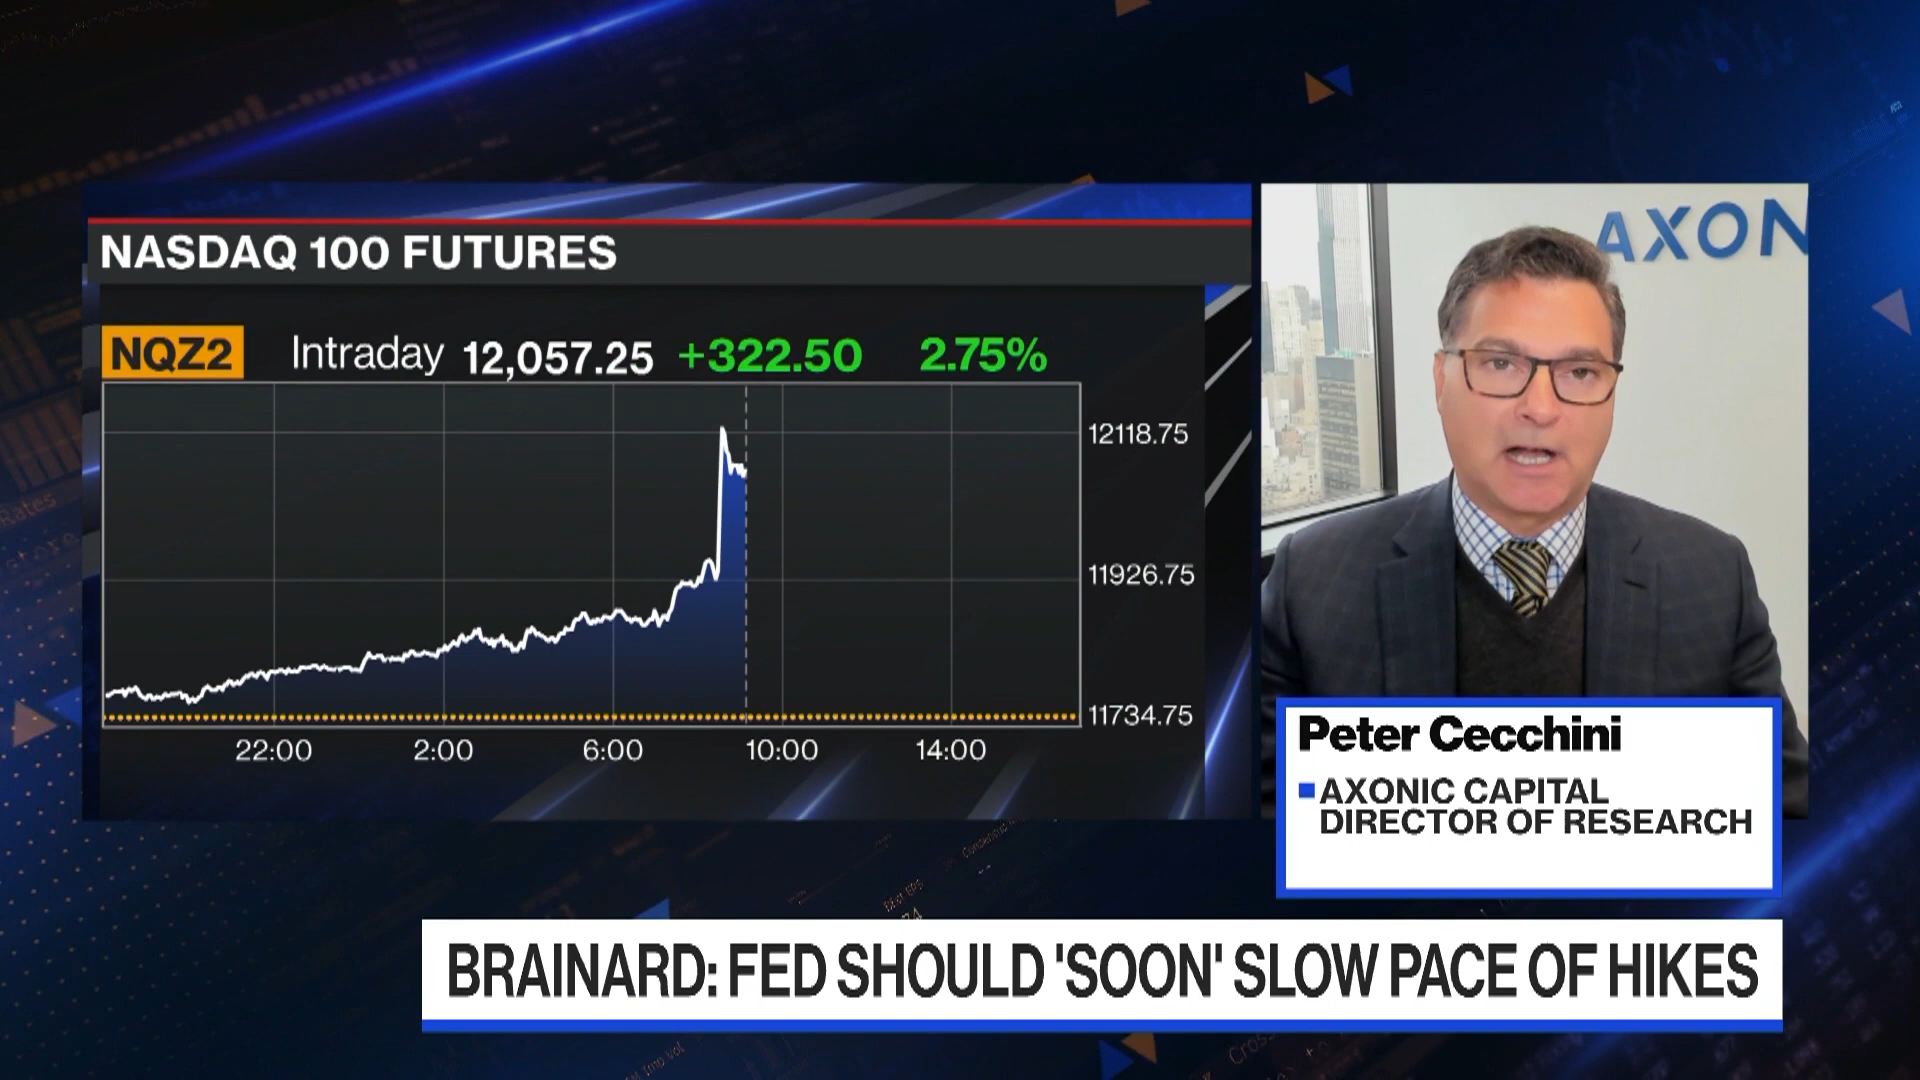 NASDAQ 100 FUTURES
NQZ2 Intraday 12,057.25 +322.50 2.75%
12118.75
11926.75
11734.75
22:00 2:00 6:00 10:00 14:00
AXON
Peter Cecchini
AXONIC CAPITAL
DIRECTOR OF RESEARCH
BRAINARD: FED SHOULD 'SOON' SLOW PACE OF HIKES
Rates